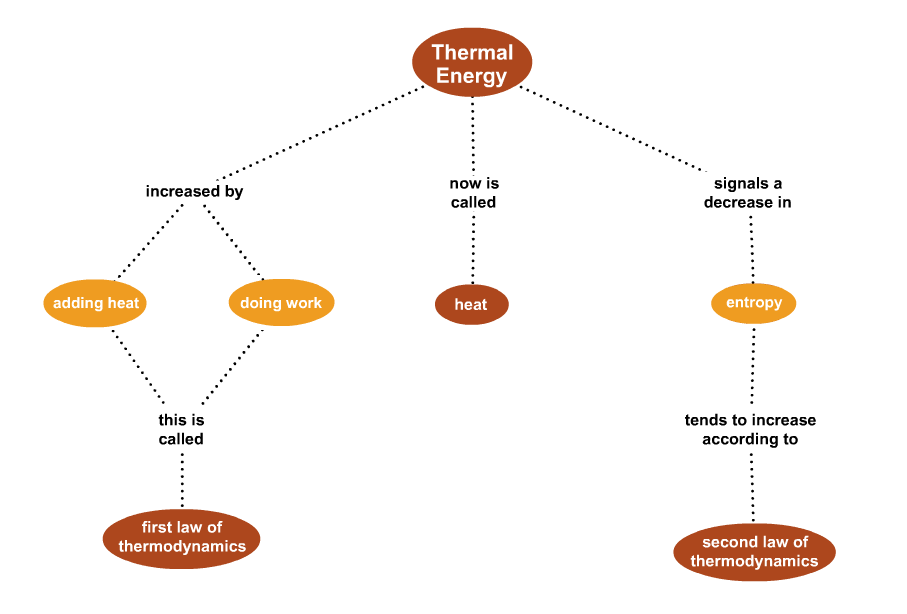 Thermal
Energy
increased by
now is
called
signals a
decrease in
adding heat
doing work
heat
entropy
this is
called
tends to increase
according to
first law of
thermodynamics
second law of
thermodynamics